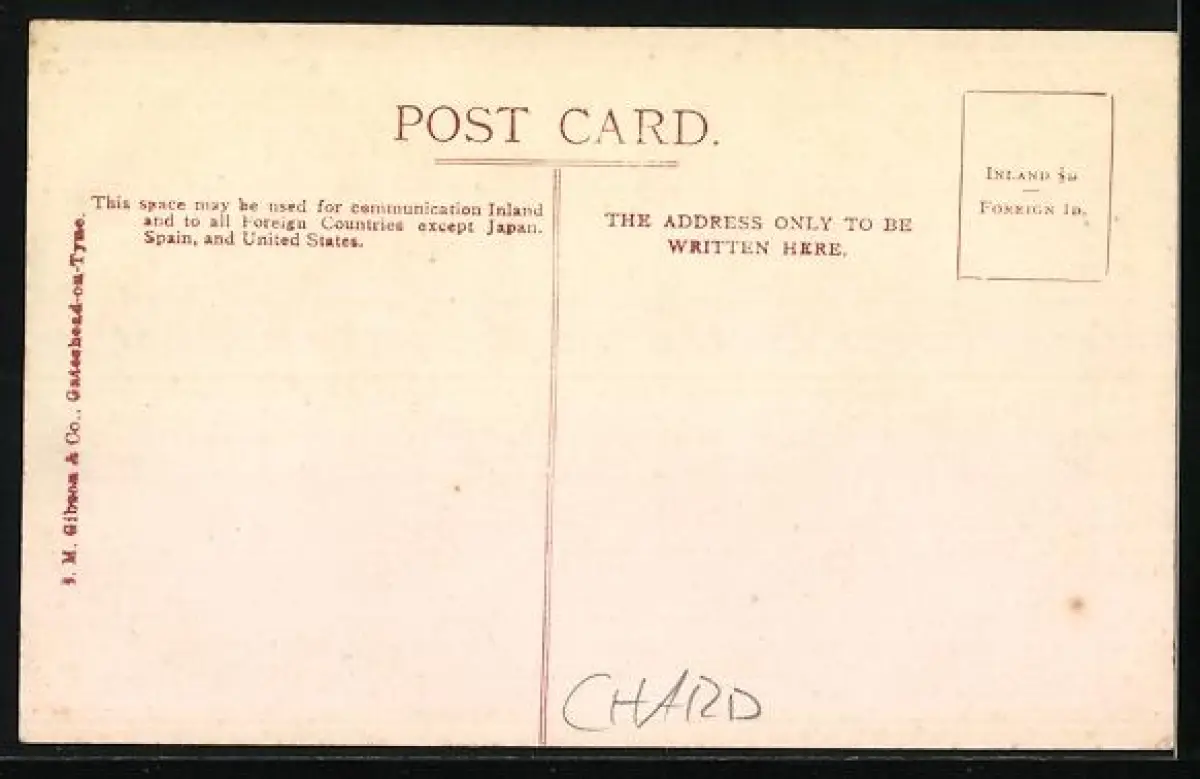 POST CARD.
This space may be used for communication Inland
and to all Foreign Countries except Japan,
Spain, and United States.
THE ADDRESS ONLY TO BE
WRITTEN HERE.
INLAND ½D
FOREIGN 1D.
S. M. Gibson & Co., Gateshead-on-Tyne.
CHARD